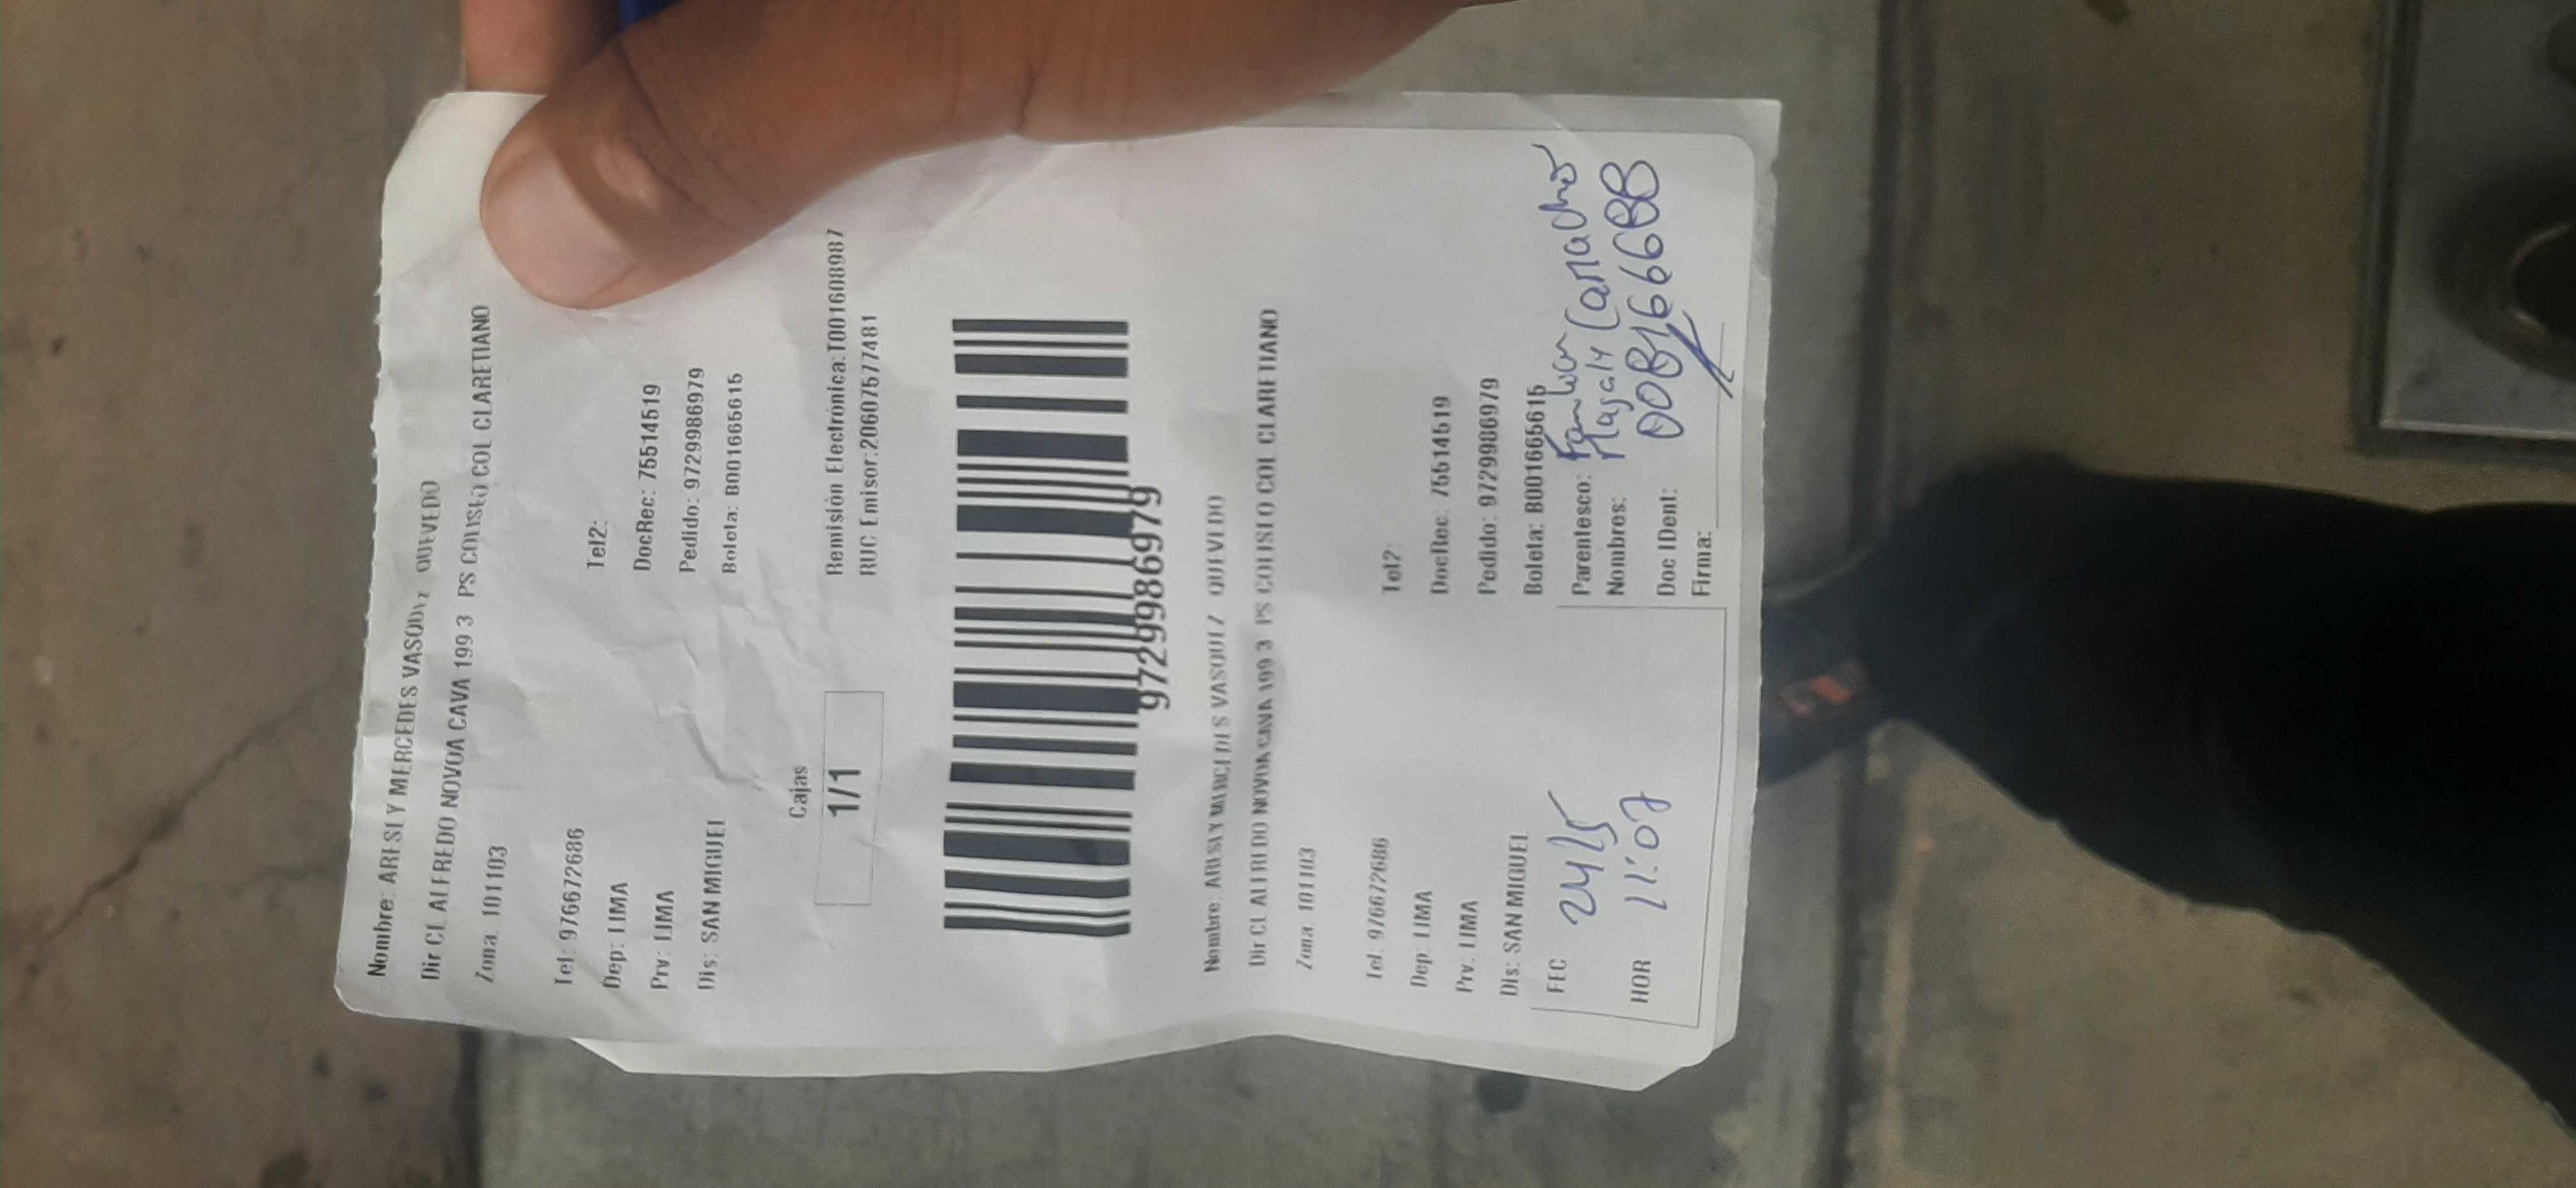 Nombre: ARESLY MERCEDES VASQUEZ QUEVEDO
Dir CL ALFREDO NOVOA CAVA 199 3 PS COLISEO COL CLARETIANO
Zona 101103
Tel: 976672686 Tel2:
Dep: LIMA DocRec: 75514519
Prv: LIMA Pedido: 9729986979
Dis: SAN MIGUEL Boleta: B001665615
Cajas
1/1
Remisión Electrónica:T001608987
RUC Emisor:20607577481
9729986979
Nombre: ARESLY MERCEDES VASQUEZ QUEVEDO
Dir CL ALFREDO NOVOA CAVA 199 3 PS COLISEO COL CLARETIANO
Zona 101103
Tel: 976672686 Tel2:
Dep: LIMA DocRec: 75514519
Prv: LIMA Pedido: 9729986979
Dis: SAN MIGUEL Boleta: B001665615
FEC 24/5
HOR 11:07
Parentesco:
Nombres: Magaly Camacho
Doc IDent:
Firma: